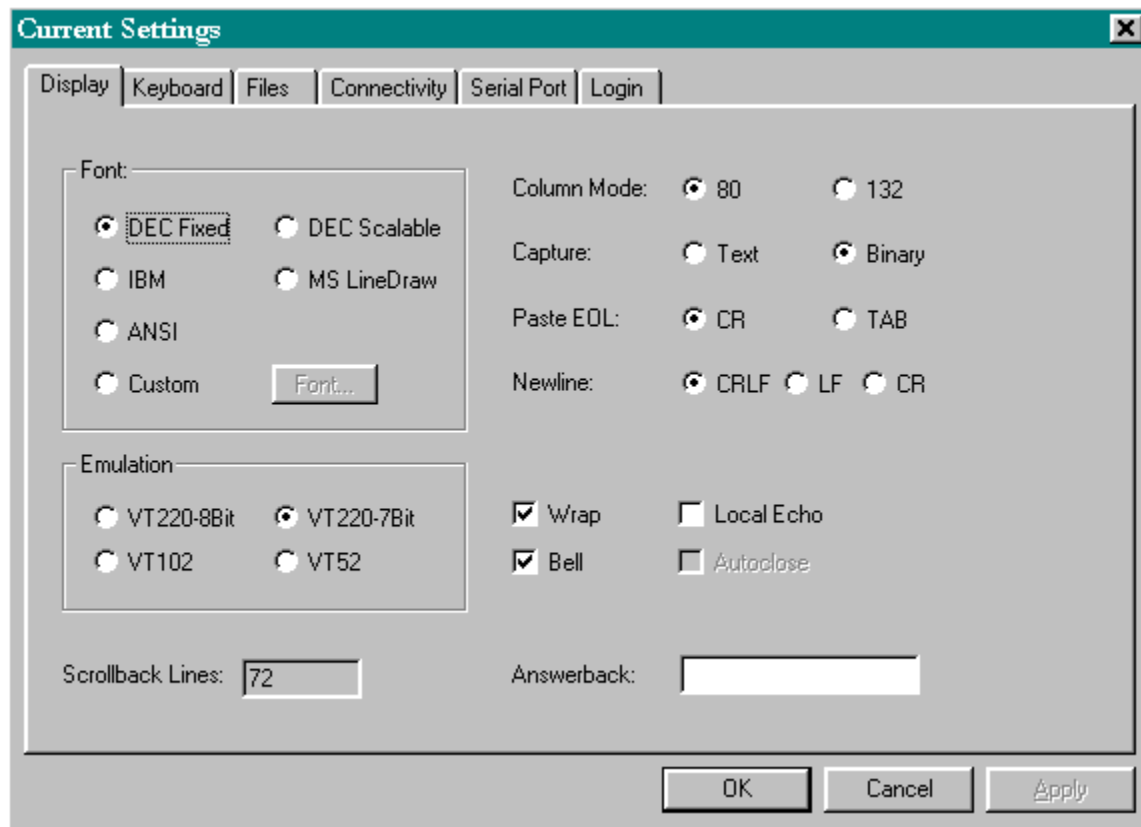 Current Settings
Display Keyboard Files Connectivity Serial Port Login
Font:
DEC Fixed DEC Scalable
IBM MS LineDraw
ANSI
Custom Font...
Column Mode: 80 132
Capture: Text Binary
Paste EOL: CR TAB
Newline: CRLF LF CR
Emulation
VT220-8Bit VT220-7Bit
VT102 VT52
Wrap Local Echo
Bell Autoclose
Scrollback Lines: 72
Answerback:
OK Cancel Apply